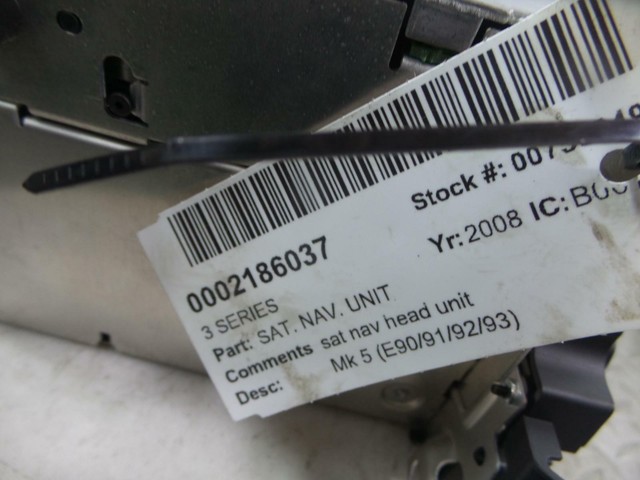 0002186037
Stock #:
3 SERIES
Yr: 2008 IC:
Part: SAT. NAV. UNIT
Comments sat nav head unit
Desc: Mk 5 (E90/91/92/93)